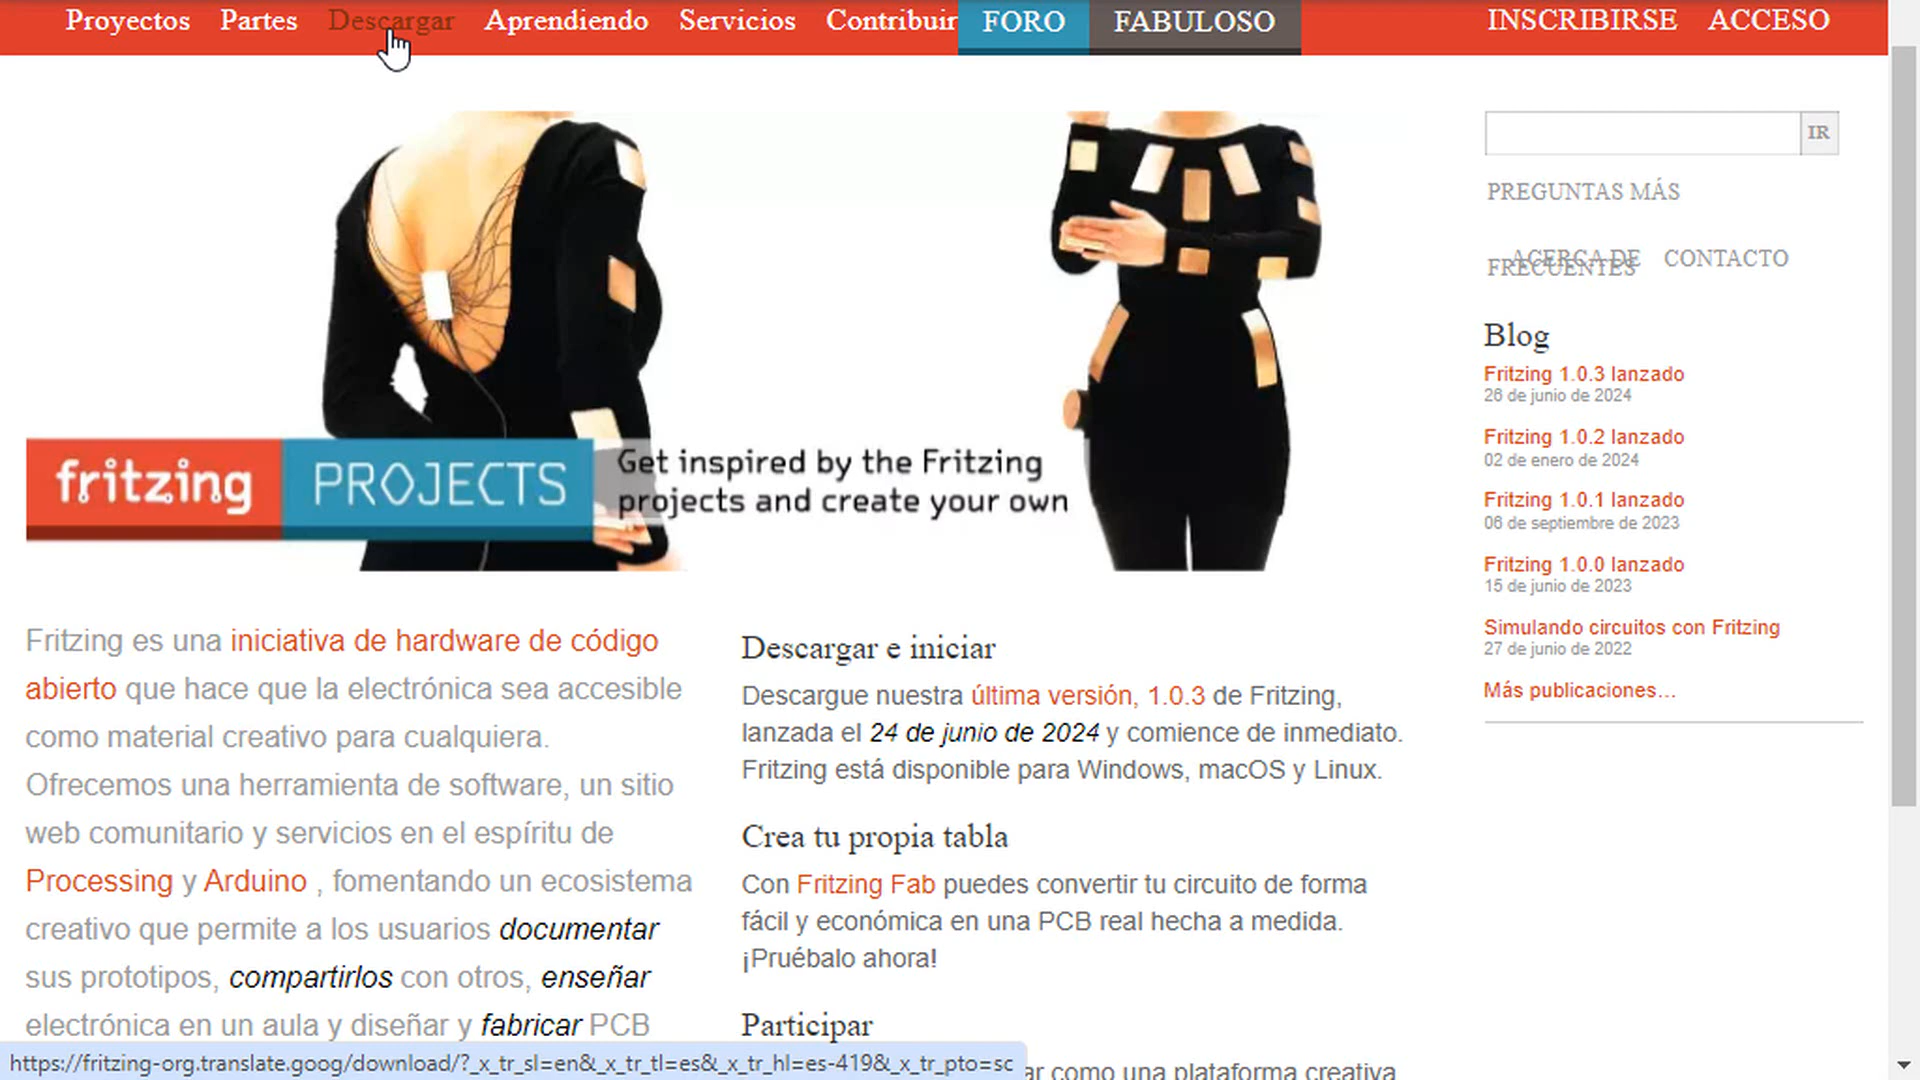 Proyectos Partes Descargar Aprendiendo Servicios Contribuir FORO FABULOSO INSCRIBIRSE ACCESO
IR
PREGUNTAS MÁS
FRECUENTES
ACERCA DE CONTACTO
fritzing PROJECTS
Get inspired by the Fritzing
projects and create your own
Fritzing es una iniciativa de hardware de código
abierto que hace que la electrónica sea accesible
como material creativo para cualquiera.
Ofrecemos una herramienta de software, un sitio
web comunitario y servicios en el espíritu de
Processing y Arduino , fomentando un ecosistema
creativo que permite a los usuarios documentar
sus prototipos, compartirlos con otros, enseñar
electrónica en un aula y diseñar y fabricar PCB
Descargar e iniciar
Descargue nuestra última versión, 1.0.3 de Fritzing,
lanzada el 24 de junio de 2024 y comience de inmediato.
Fritzing está disponible para Windows, macOS y Linux.
Crea tu propia tabla
Con Fritzing Fab puedes convertir tu circuito de forma
fácil y económica en una PCB real hecha a medida.
¡Pruébalo ahora!
Participar
ar como una plataforma creativa
Blog
Fritzing 1.0.3 lanzado
26 de junio de 2024
Fritzing 1.0.2 lanzado
02 de enero de 2024
Fritzing 1.0.1 lanzado
06 de septiembre de 2023
Fritzing 1.0.0 lanzado
15 de junio de 2023
Simulando circuitos con Fritzing
27 de junio de 2022
Más publicaciones...
https://fritzing-org.translate.goog/download/?_x_tr_sl=en&_x_tr_tl=es&_x_tr_hl=es-419&_x_tr_pto=sc